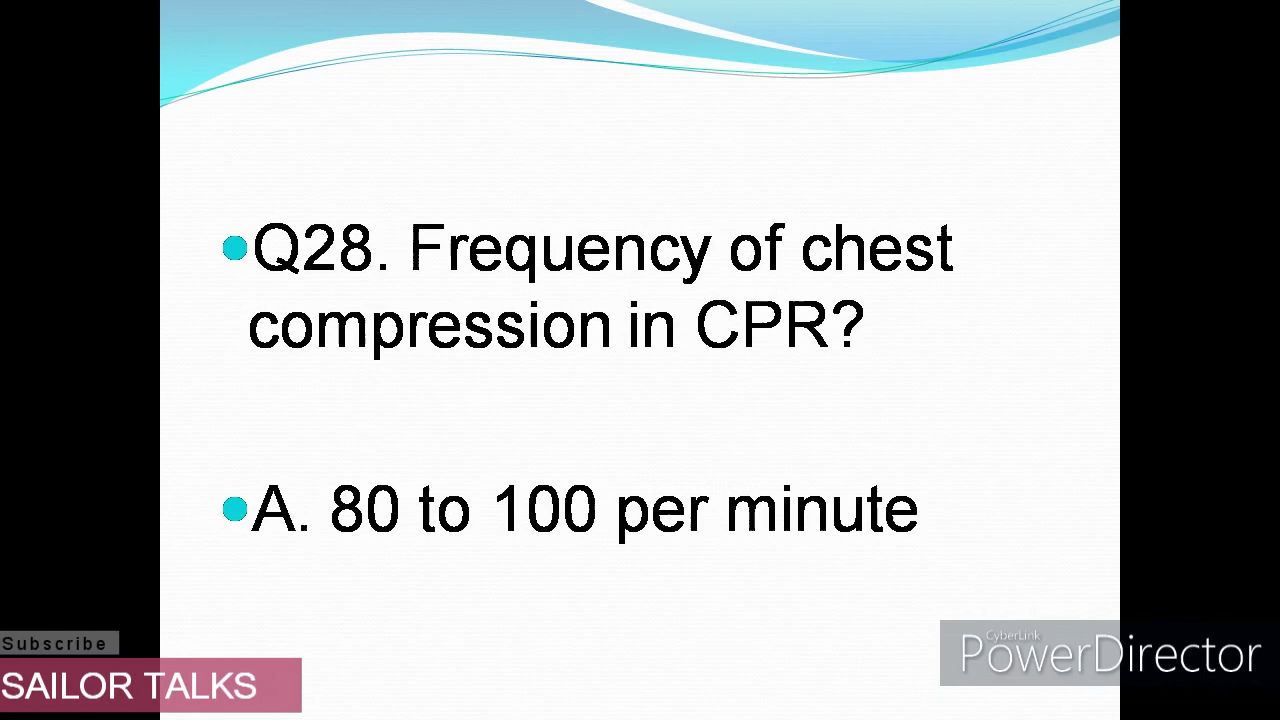 Q28. Frequency of chest
compression in CPR?
A. 80 to 100 per minute
Subscribe
SAILOR TALKS
CyberLink
PowerDirector